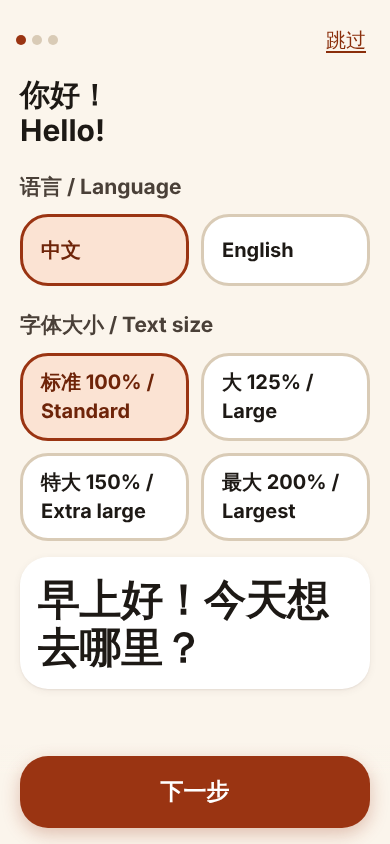 跳过
你好！
Hello!
语言 / Language
中文
English
字体大小 / Text size
标准 100% /
Standard
大 125% /
Large
特大 150% /
Extra large
最大 200% /
Largest
早上好！今天想
去哪里？
下一步